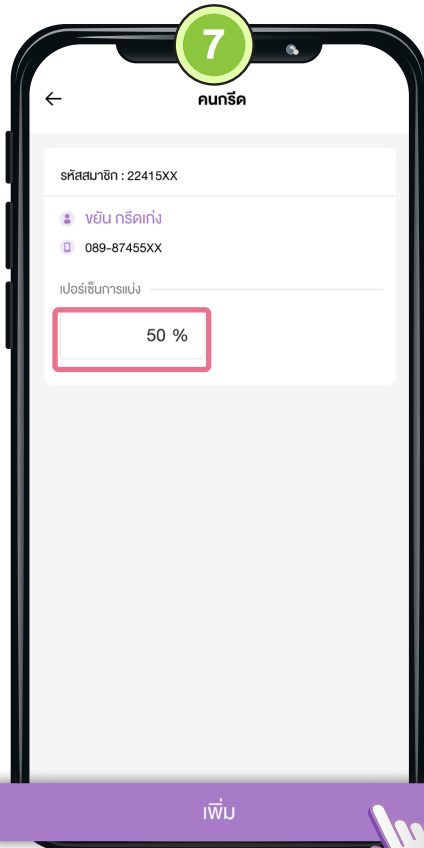 7
คนกรีด
รหัสสมาชิก : 22415XX
ขยัน กรีดเก่ง
089-87455XX
เปอร์เซ็นการแบ่ง
50 %
เพิ่ม